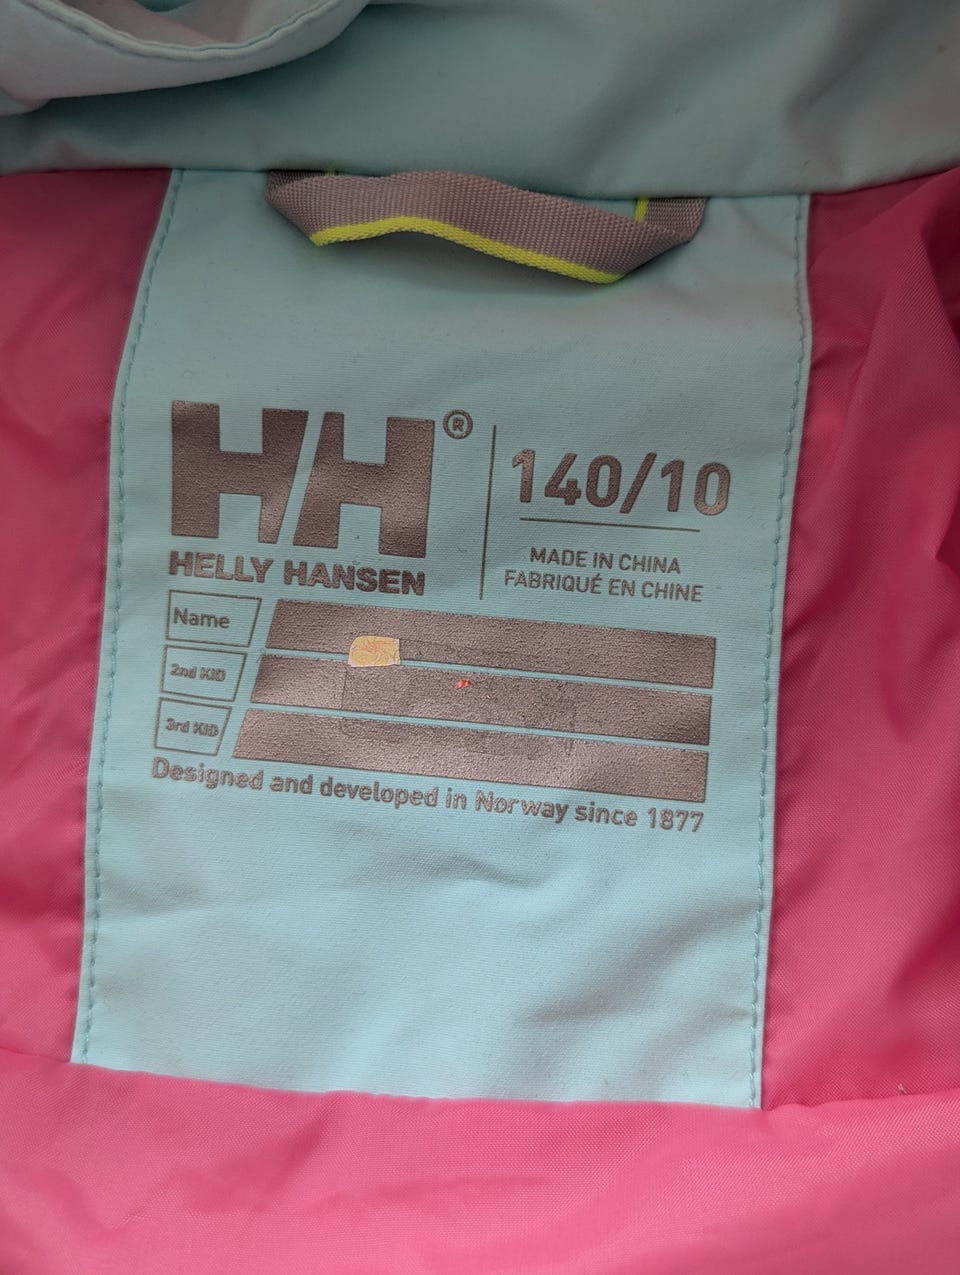 HH®
HELLY HANSEN
140/10
MADE IN CHINA
FABRIQUÉ EN CHINE
Name
2nd KID
3rd KID
Designed and developed in Norway since 1877